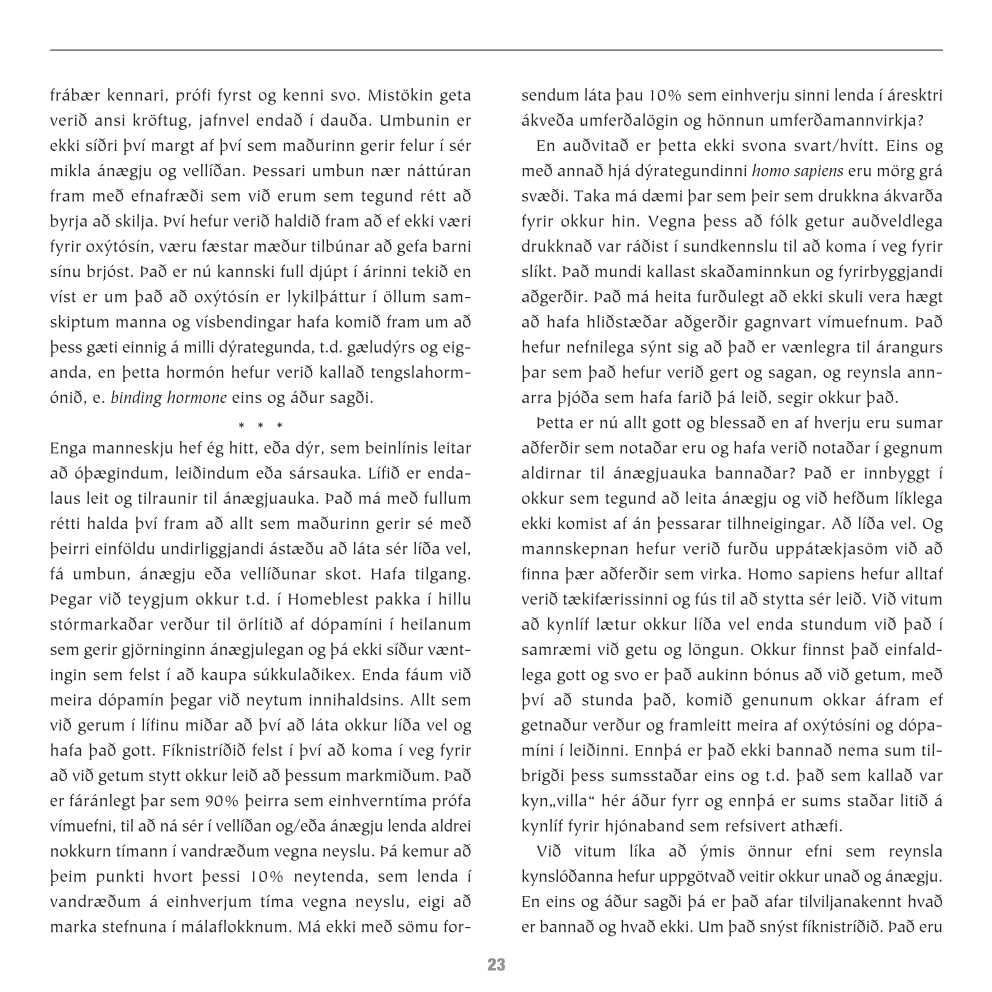 frábær kennari, prófi fyrst og kenni svo. Mistökin geta
verið ansi kröftug, jafnvel endað í dauða. Umbunin er
ekki síðri því margt af því sem maðurinn gerir felur í sér
mikla ánægju og vellíðan. Þessari umbun nær náttúran
fram með efnafræði sem við erum sem tegund rétt að
byrja að skilja. Því hefur verið haldið fram að ef ekki væri
fyrir oxýtósín, væru fæstar mæður tilbúnar að gefa barni
sínu brjóst. Það er nú kannski full djúpt í árinni tekið en
víst er um það að oxýtósín er lykilþáttur í öllum sam-
skiptum manna og vísbendingar hafa komið fram um að
þess gæti einnig á milli dýrategunda, t.d. gæludýrs og eig-
anda, en þetta hormón hefur verið kallað tengslahorm-
ónið, e. binding hormone eins og áður sagði.
* * *
Enga manneskju hef ég hitt, eða dýr, sem beinlínis leitar
að óþægindum, leiðindum eða sársauka. Lífið er enda-
laus leit og tilraunir til ánægjuauka. Það má með fullum
rétti halda því fram að allt sem maðurinn gerir sé með
þeirri einföldu undirliggjandi ástæðu að láta sér líða vel,
fá umbun, ánægju eða vellíðunar skot. Hafa tilgang.
Þegar við teygjum okkur t.d. í Homeblest pakka í hillu
stórmarkaðar verður til örlítið af dópamíni í heilanum
sem gerir gjörninginn ánægjulegan og þá ekki síður vænt-
ingin sem felst í að kaupa súkkulaðikex. Enda fáum við
meira dópamín þegar við neytum innihaldsins. Allt sem
við gerum í lífinu miðar að því að láta okkur líða vel og
hafa það gott. Fíknistríðið felst í því að koma í veg fyrir
að við getum stytt okkur leið að þessum markmiðum. Það
er fáránlegt þar sem 90% þeirra sem einhverntíma prófa
vímuefni, til að ná sér í vellíðan og/eða ánægju lenda aldrei
nokkurn tímann í vandræðum vegna neyslu. Þá kemur að
þeim punkti hvort þessi 10% neytenda, sem lenda í
vandræðum á einhverjum tíma vegna neyslu, eigi að
marka stefnuna í málaflokknum. Má ekki með sömu for-
sendum láta þau 10% sem einhverju sinni lenda í áresktri
ákveða umferðalögin og hönnun umferðamannvirkja?
En auðvitað er þetta ekki svona svart/hvítt. Eins og
með annað hjá dýrategundinni homo sapiens eru mörg grá
svæði. Taka má dæmi þar sem þeir sem drukkna ákvarða
fyrir okkur hin. Vegna þess að fólk getur auðveldlega
drukknað var ráðist í sundkennslu til að koma í veg fyrir
slíkt. Það mundi kallast skaðaminnkun og fyrirbyggjandi
aðgerðir. Það má heita furðulegt að ekki skuli vera hægt
að hafa hliðstæðar aðgerðir gagnvart vímuefnum. Það
hefur nefnilega sýnt sig að það er vænlegra til árangurs
þar sem það hefur verið gert og sagan, og reynsla ann-
arra þjóða sem hafa farið þá leið, segir okkur það.
Þetta er nú allt gott og blessað en af hverju eru sumar
aðferðir sem notaðar eru og hafa verið notaðar í gegnum
aldirnar til ánægjuauka bannaðar? Það er innbyggt í
okkur sem tegund að leita ánægju og við hefðum líklega
ekki komist af án þessarar tilhneigingar. Að líða vel. Og
mannskepnan hefur verið furðu uppátækjasöm við að
finna þær aðferðir sem virka. Homo sapiens hefur alltaf
verið tækifærissinni og fús til að stytta sér leið. Við vitum
að kynlíf lætur okkur líða vel enda stundum við það í
samræmi við getu og löngun. Okkur finnst það einfald-
lega gott og svo er það aukinn bónus að við getum, með
því að stunda það, komið genunum okkar áfram ef
getnaður verður og framleitt meira af oxýtósíni og dópa-
míni í leiðinni. Ennþá er það ekki bannað nema sum til-
brigði þess sumsstaðar eins og t.d. það sem kallað var
kyn„villa“ hér áður fyrr og ennþá er sums staðar litið á
kynlíf fyrir hjónaband sem refsivert athæfi.
Við vitum líka að ýmis önnur efni sem reynsla
kynslóðanna hefur uppgötvað veitir okkur unað og ánægju.
En eins og áður sagði þá er það afar tilviljanakennt hvað
er bannað og hvað ekki. Um það snýst fíknistríðið. Það eru
23